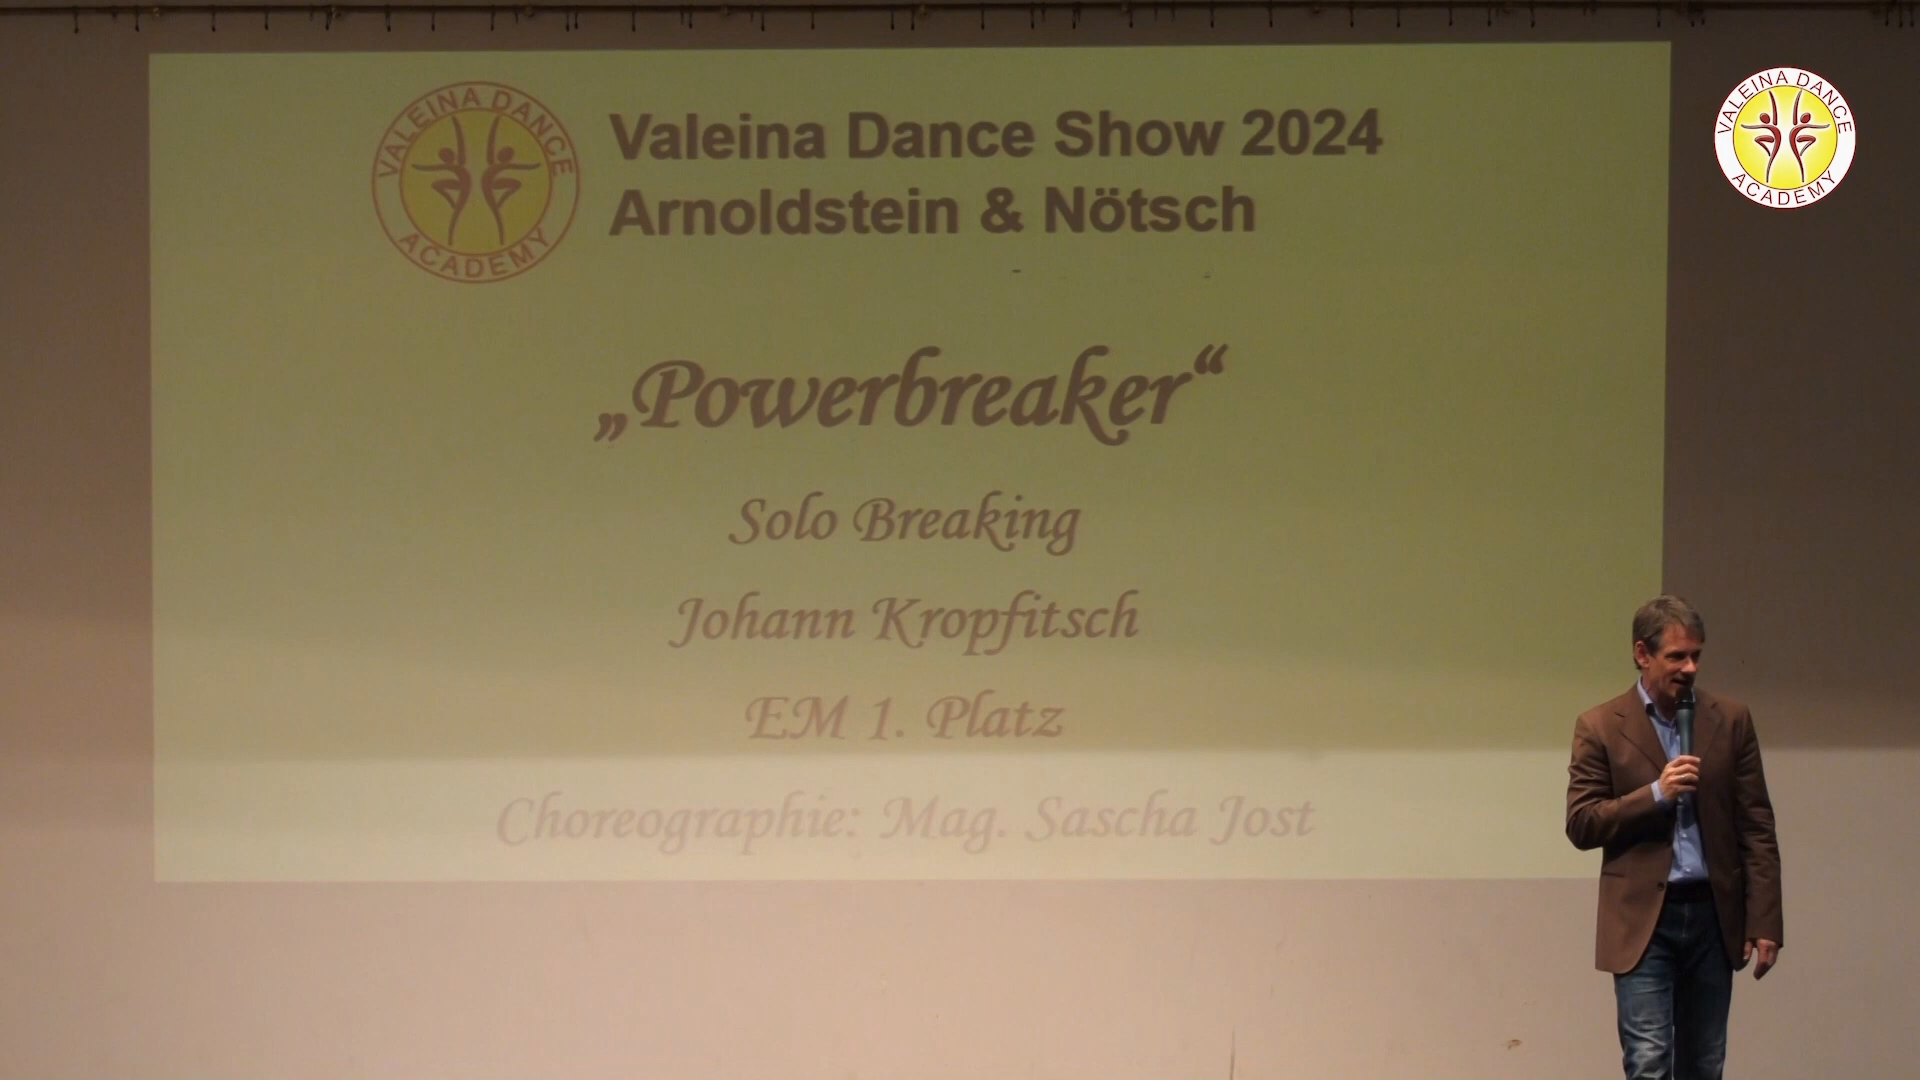 VALEINA DANCE ACADEMY
Valeina Dance Show 2024
Arnoldstein & Nötsch
„Powerbreaker“
Solo Breaking
Johann Kropfitsch
EM 1. Platz
Choreographie: Mag. Sascha Jost
VALEINA DANCE ACADEMY